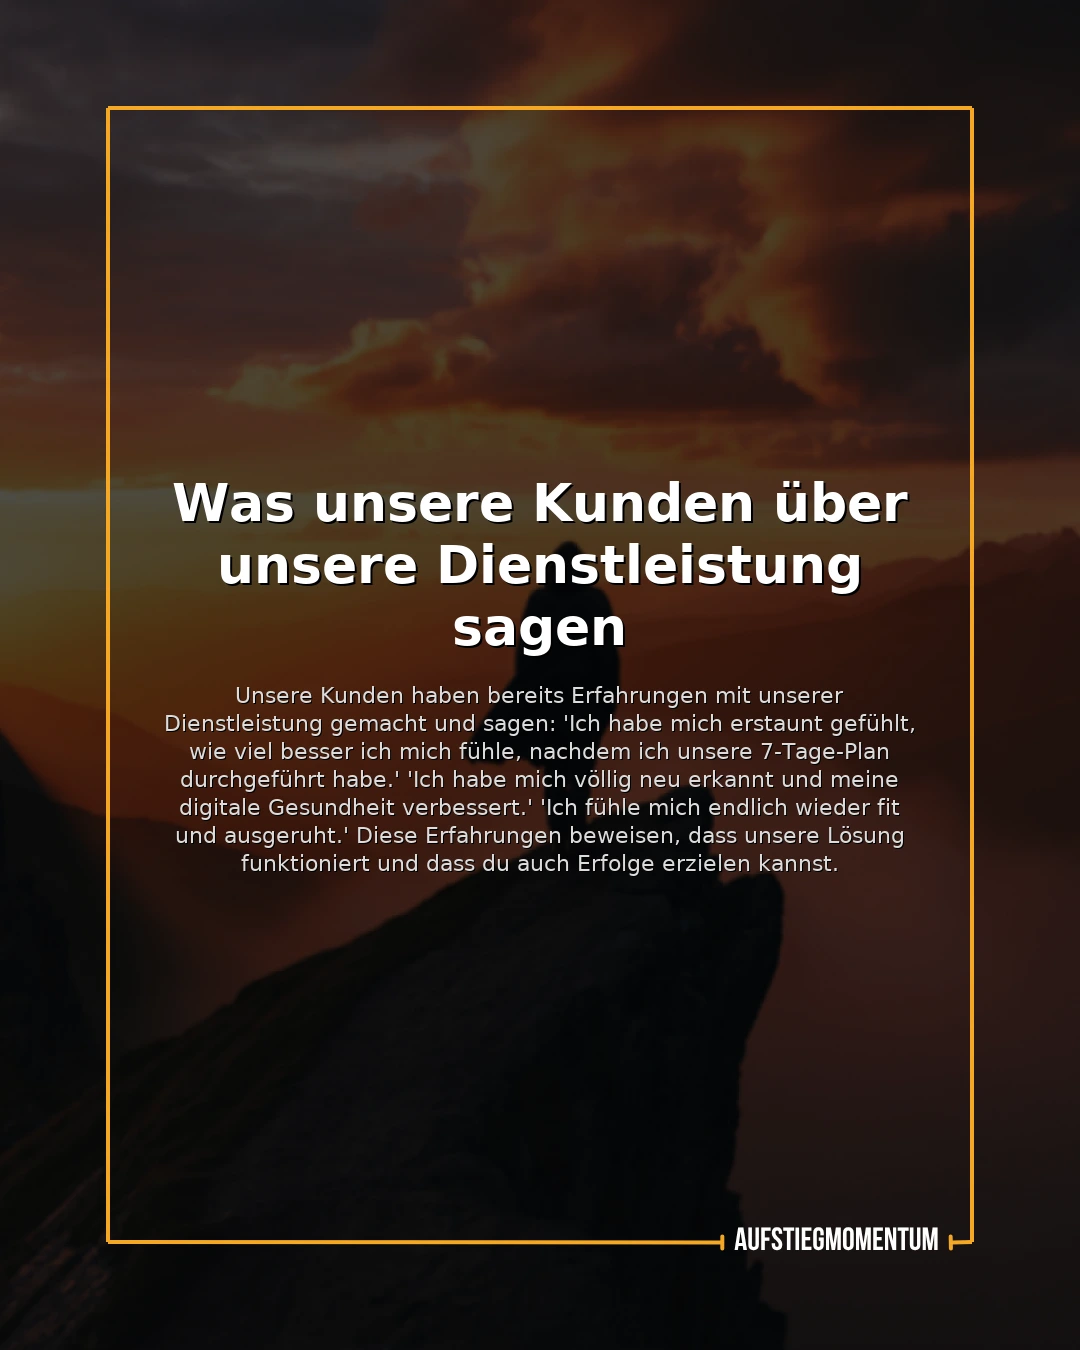 Was unsere Kunden über
unsere Dienstleistung
sagen
Unsere Kunden haben bereits Erfahrungen mit unserer
Dienstleistung gemacht und sagen: 'Ich habe mich erstaunt gefühlt,
wie viel besser ich mich fühle, nachdem ich unsere 7-Tage-Plan
durchgeführt habe.' 'Ich habe mich völlig neu erkannt und meine
digitale Gesundheit verbessert.' 'Ich fühle mich endlich wieder fit
und ausgeruht.' Diese Erfahrungen beweisen, dass unsere Lösung
funktioniert und dass du auch Erfolge erzielen kannst.
AUFSTIEGMOMENTUM